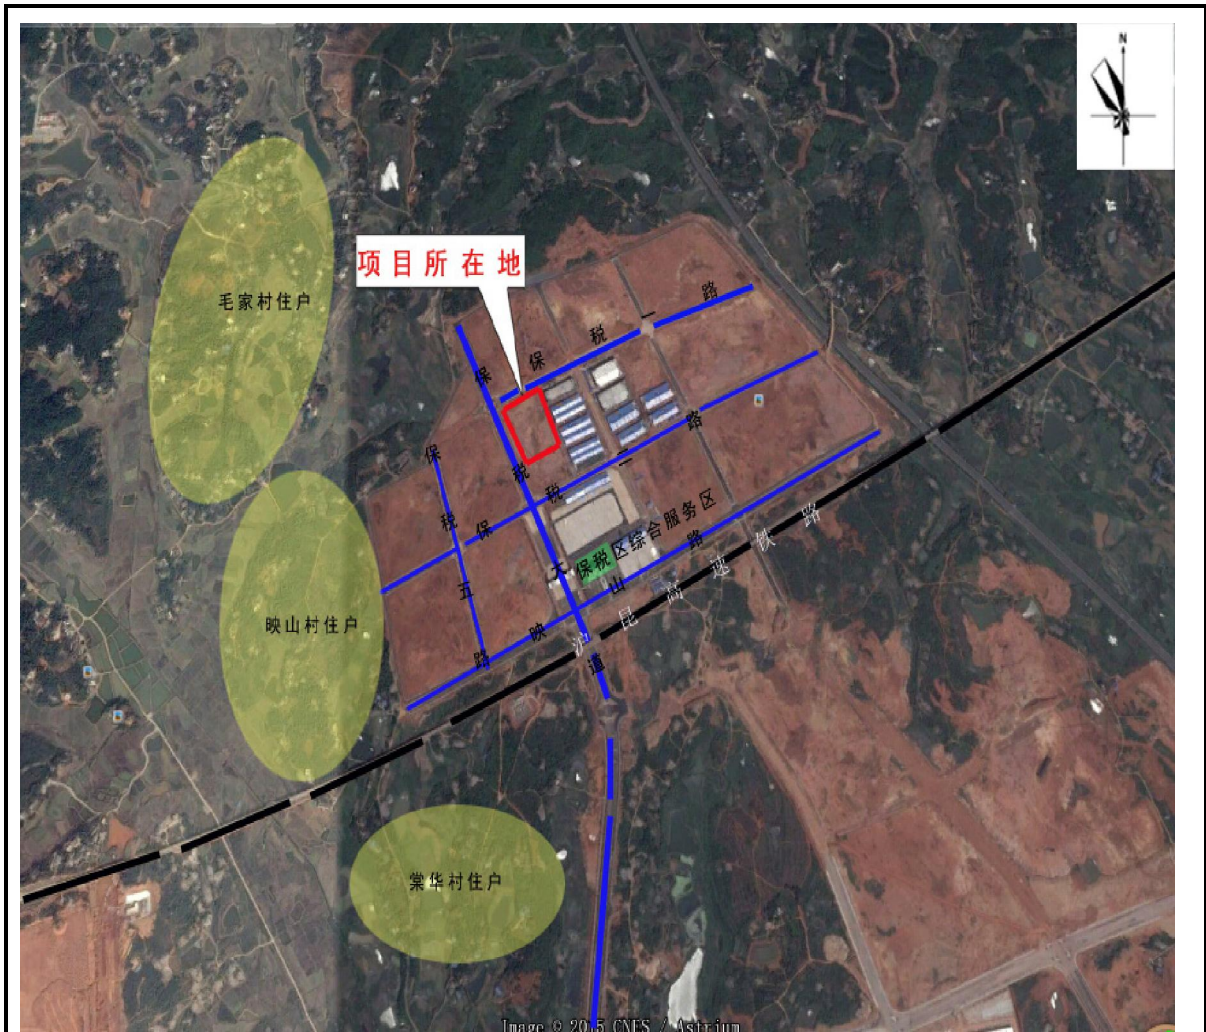 N
项目所在地
毛家村住户
保税一路
保税大道
保税二路
保税五路
保税区综合服务区
映山路
沪昆高速铁路
映山村住户
棠华村住户
Image © 2015 CNES / Astrium